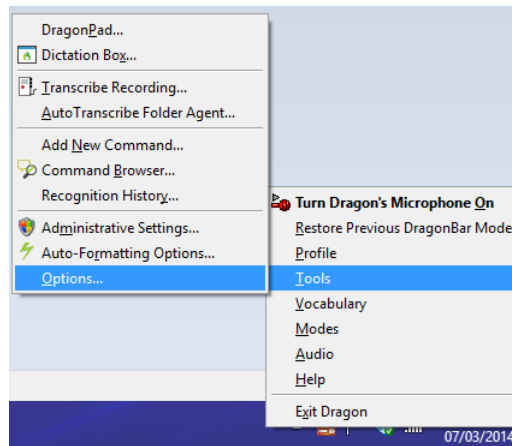 DragonPad...
Dictation Box...
Transcribe Recording...
AutoTranscribe Folder Agent...
Add New Command...
Command Browser...
Recognition History...
Administrative Settings...
Auto-Formatting Options...
Options...
Turn Dragon's Microphone On
Restore Previous DragonBar Mode
Profile
Tools
Vocabulary
Modes
Audio
Help
Exit Dragon
07/03/2014